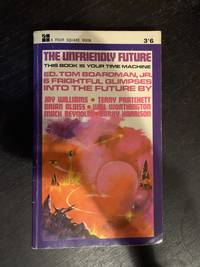 A FOUR SQUARE BOOK
3'6
THE UNFRIENDLY FUTURE
THIS BOOK IS YOUR TIME MACHINE
ED. TOM BOARDMAN, JR.
6 FRIGHTFUL GLIMPSES
INTO THE FUTURE BY
JAY WILLIAMS • TERRY PRATCHETT
BRIAN ALDISS • WILL WORTHINGTON
MACK REYNOLDS • HARRY HARRISON